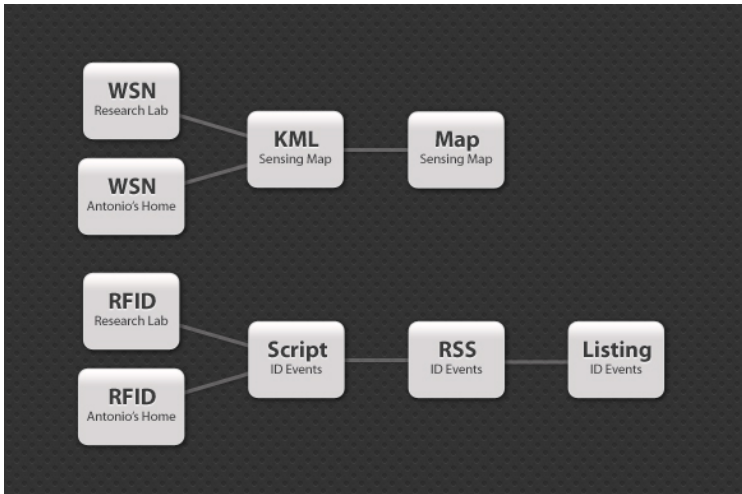 WSN
Research Lab
KML
Sensing Map
Map
Sensing Map
WSN
Antonio's Home
RFID
Research Lab
Script
ID Events
RSS
ID Events
Listing
ID Events
RFID
Antonio's Home